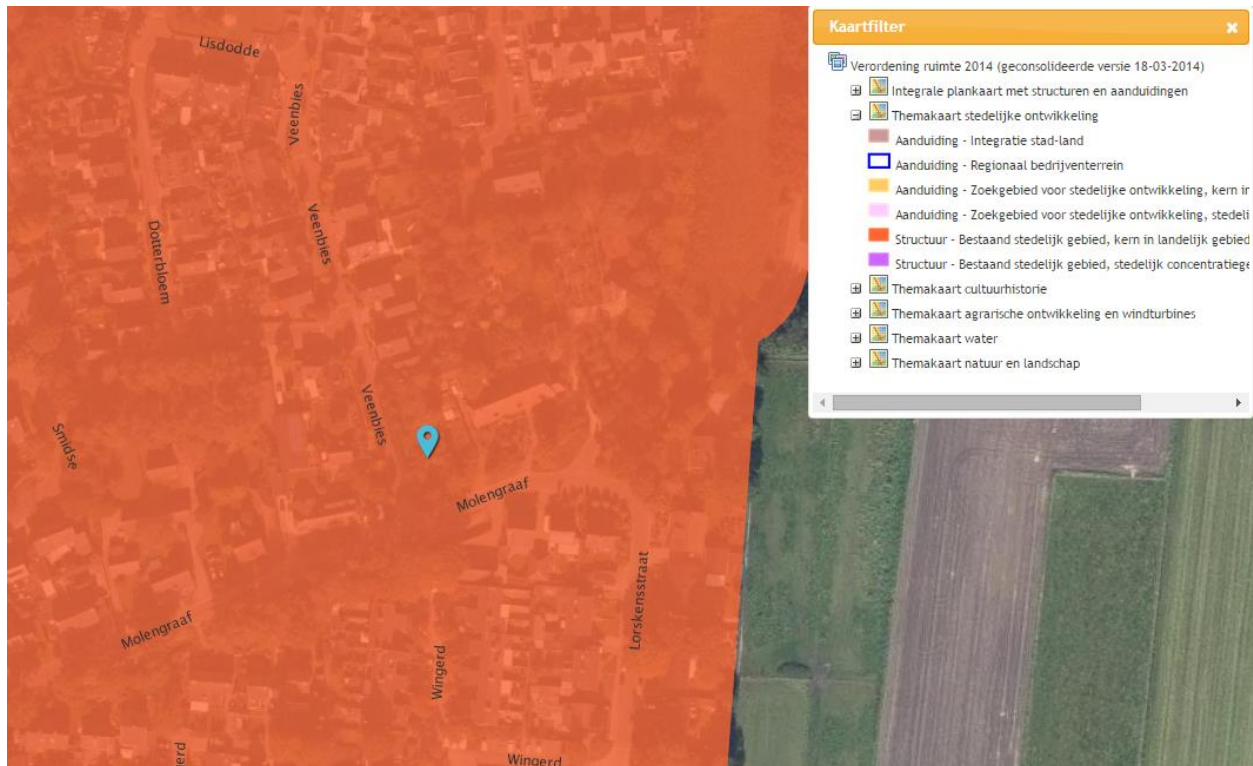 Kaartfilter
Verordening ruimte 2014 (geconsolideerde versie 18-03-2014)
Integrale plankaart met structuren en aanduidingen
Themakaart stedelijke ontwikkeling
Aanduiding - Integratie stad-land
Aanduiding - Regionaal bedrijventerrein
Aanduiding - Zoekgebied voor stedelijke ontwikkeling, kern in
Aanduiding - Zoekgebied voor stedelijke ontwikkeling, stedeli
Structuur - Bestaand stedelijk gebied, kern in landelijk gebied
Structuur - Bestaand stedelijk gebied, stedelijk concentratiege
Themakaart cultuurhistorie
Themakaart agrarische ontwikkeling en windturbines
Themakaart water
Themakaart natuur en landschap
Lisdodde
Veenbies
Veenbies
Dotterbloem
Veenbies
Smidse
Molengraaf
Lorskensstraat
Molengraaf
Wingerd
gerd
Wingerd